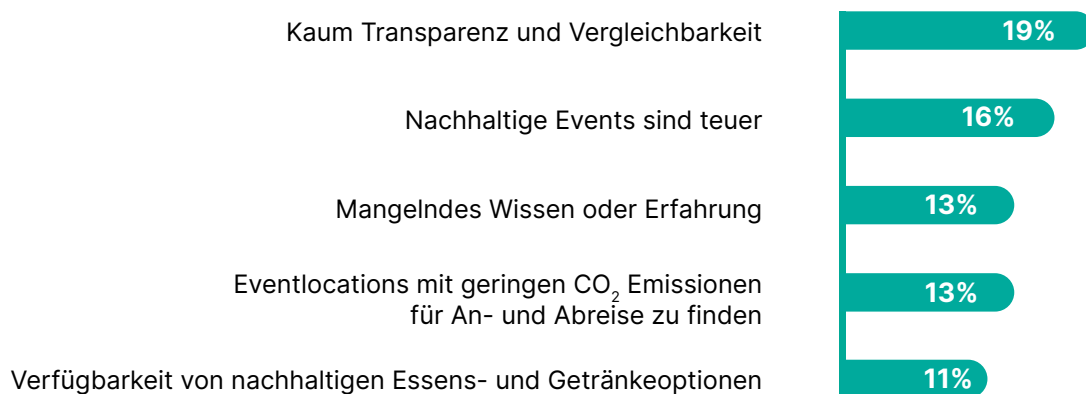 Kaum Transparenz und Vergleichbarkeit 19%
Nachhaltige Events sind teuer 16%
Mangelndes Wissen oder Erfahrung 13%
Eventlocations mit geringen CO₂ Emissionen
für An- und Abreise zu finden 13%
Verfügbarkeit von nachhaltigen Essens- und Getränkeoptionen 11%